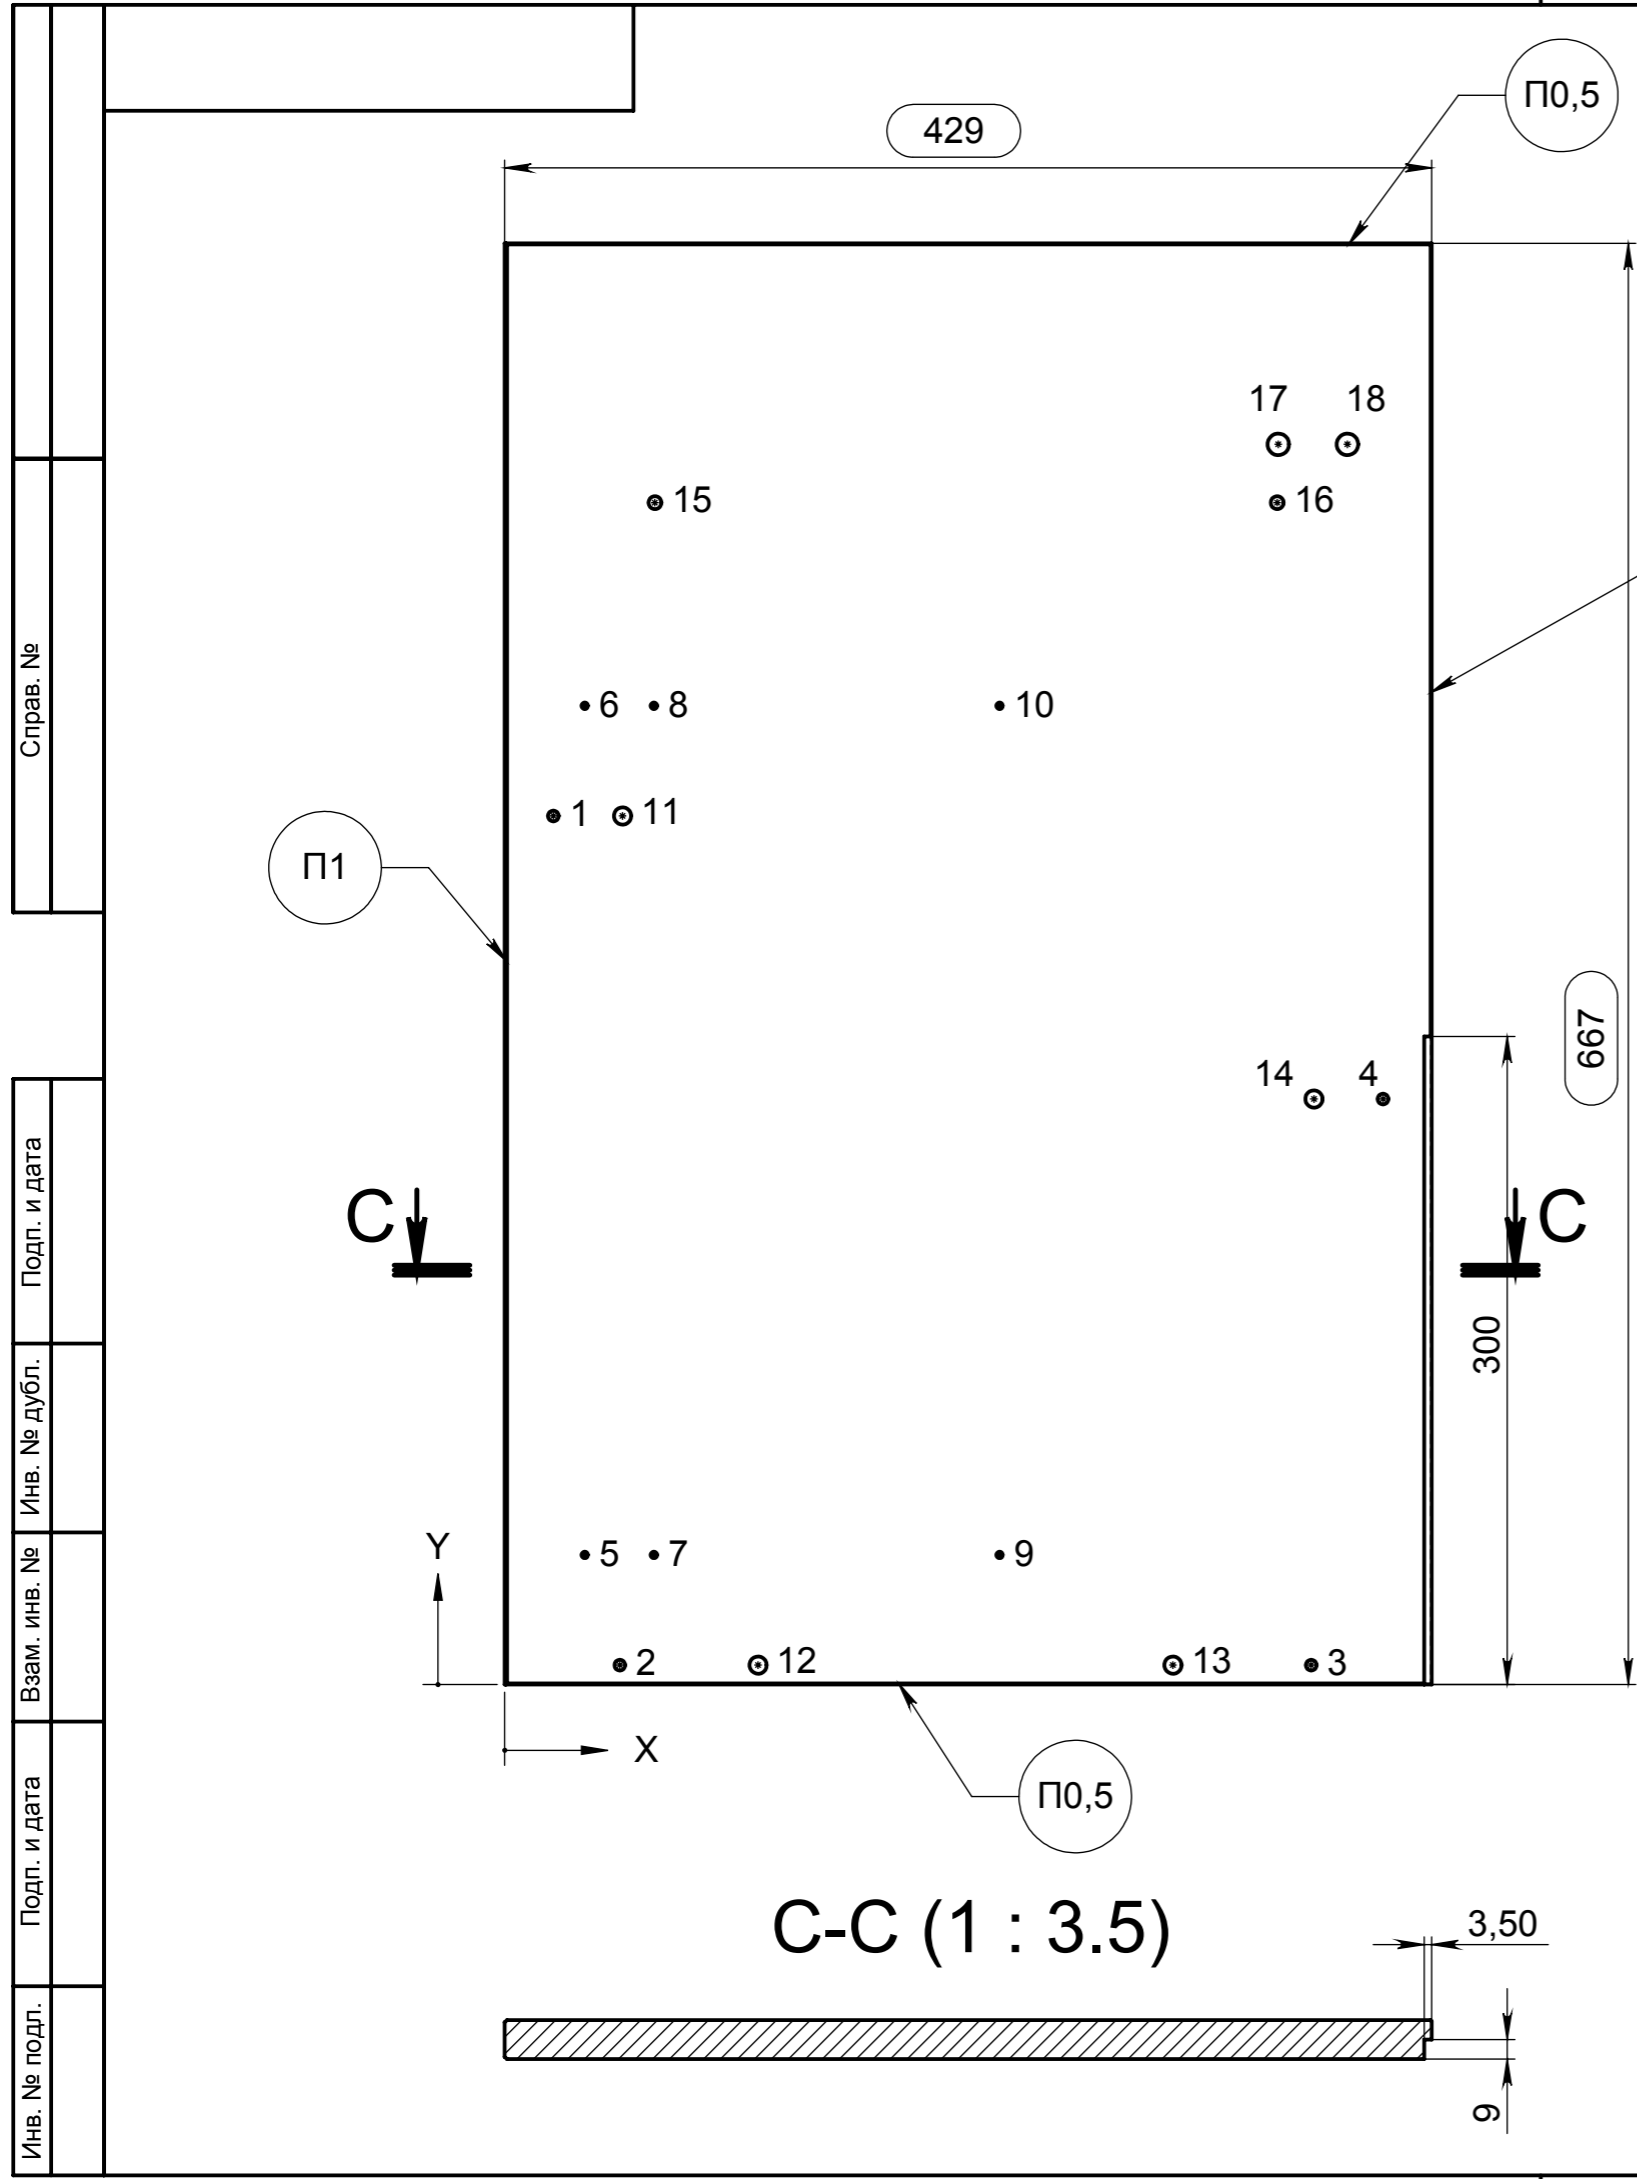 П0,5
429
17 18
15
16
6 8 10
1 11
П1
667
14 4
C C
300
Y
5 7 9
2 12 13 3
X
П0,5
C-C (1 : 3.5)
3,50
9
Справ. №
Подп. и дата
Инв. № дубл.
Взам. инв. №
Подп. и дата
Инв. № подл.